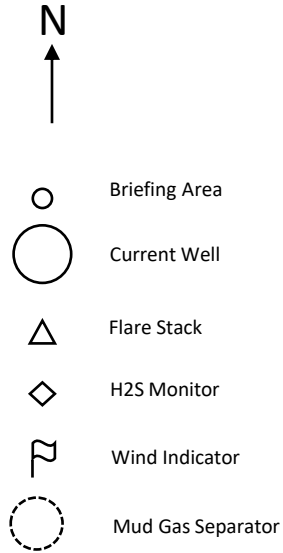 N
Briefing Area
Current Well
Flare Stack
H2S Monitor
Wind Indicator
Mud Gas Separator